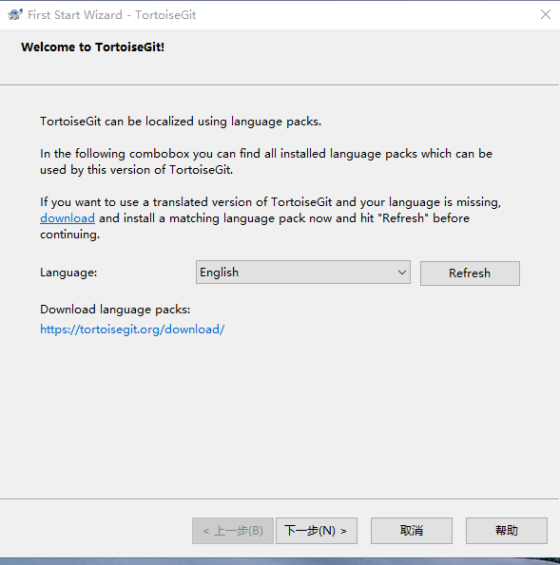 First Start Wizard - TortoiseGit
Welcome to TortoiseGit!
TortoiseGit can be localized using language packs.
In the following combobox you can find all installed language packs which can be
used by this version of TortoiseGit.
If you want to use a translated version of TortoiseGit and your language is missing,
download and install a matching language pack now and hit "Refresh" before
continuing.
Language: English Refresh
Download language packs:
https://tortoisegit.org/download/
< 上一步(B) 下一步(N) > 取消 帮助